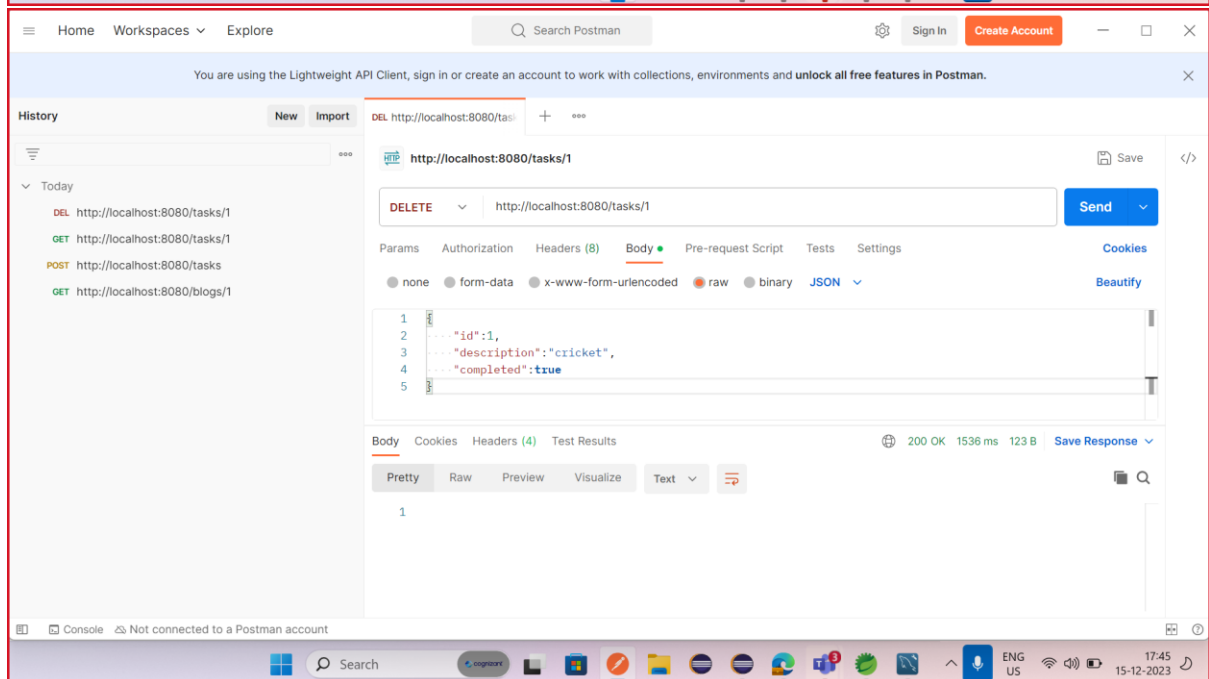 Home Workspaces Explore Search Postman Sign In Create Account
You are using the Lightweight API Client, sign in or create an account to work with collections, environments and unlock all free features in Postman.
History New Import DEL http://localhost:8080/tas
HTTP http://localhost:8080/tasks/1 Save </>
Today
DELETE http://localhost:8080/tasks/1 Send
DEL http://localhost:8080/tasks/1
GET http://localhost:8080/tasks/1
POST http://localhost:8080/tasks
GET http://localhost:8080/blogs/1
Params Authorization Headers (8) Body Pre-request Script Tests Settings Cookies
none form-data x-www-form-urlencoded raw binary JSON Beautify
1 {
2 "id":1,
3 "description":"cricket",
4 "completed":true
5 }
Body Cookies Headers (4) Test Results 200 OK 1536 ms 123 B Save Response
Pretty Raw Preview Visualize Text
1
Console Not connected to a Postman account
Search cognizant 3 ENG 17:45
US 15-12-2023